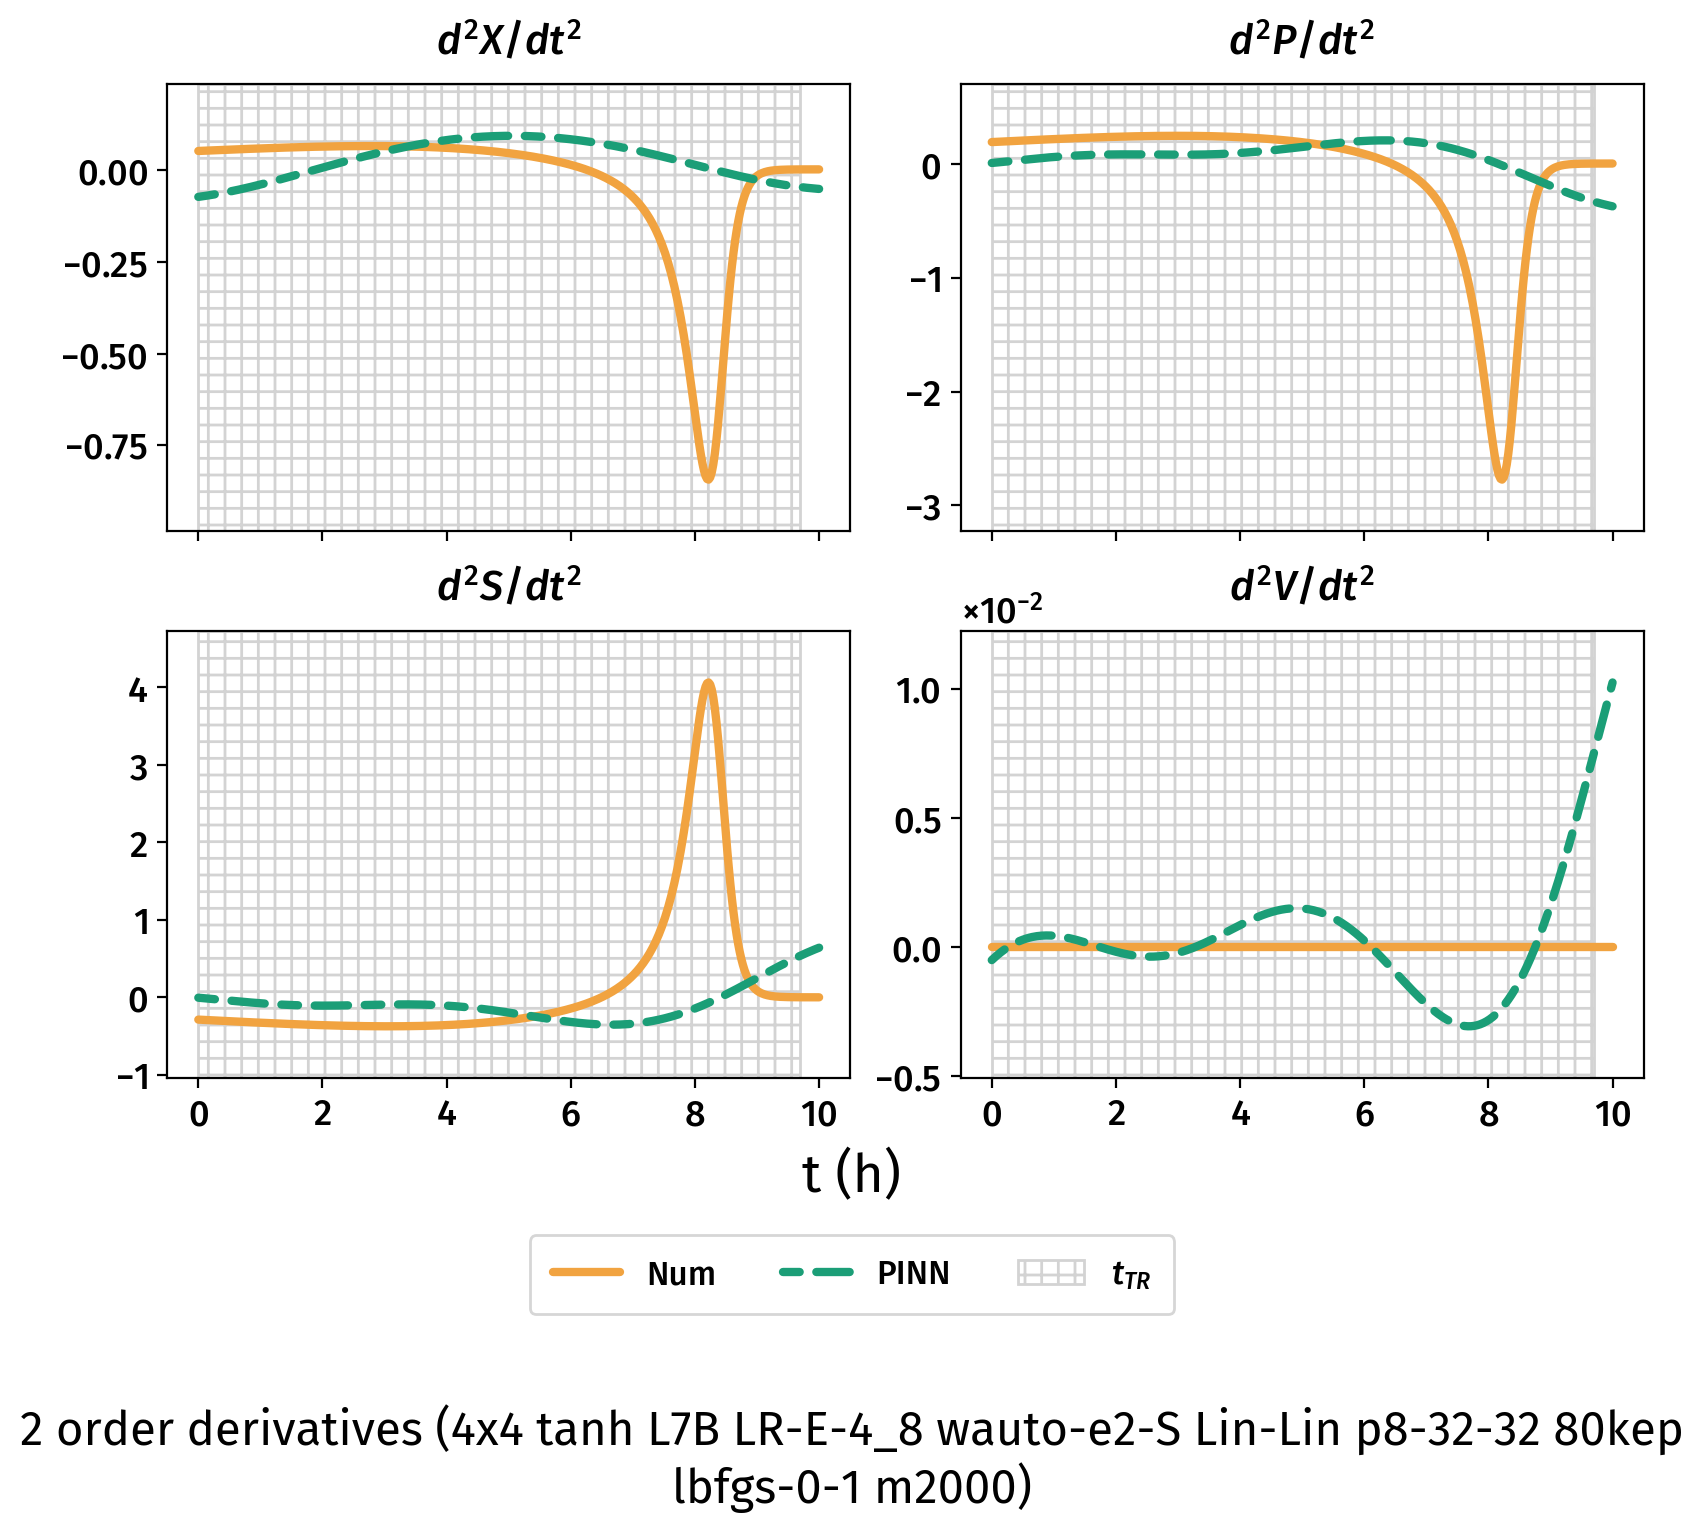 d²X/dt²
d²P/dt²
0.00
−0.25
−0.50
−0.75
0
−1
−2
−3
d²S/dt²
d²V/dt²
×10⁻²
4
3
2
1
0
−1
1.0
0.5
0.0
−0.5
0 2 4 6 8 10
0 2 4 6 8 10
t (h)
Num PINN t_TR
2 order derivatives (4x4 tanh L7B LR-E-4_8 wauto-e2-S Lin-Lin p8-32-32 80kep
lbfgs-0-1 m2000)